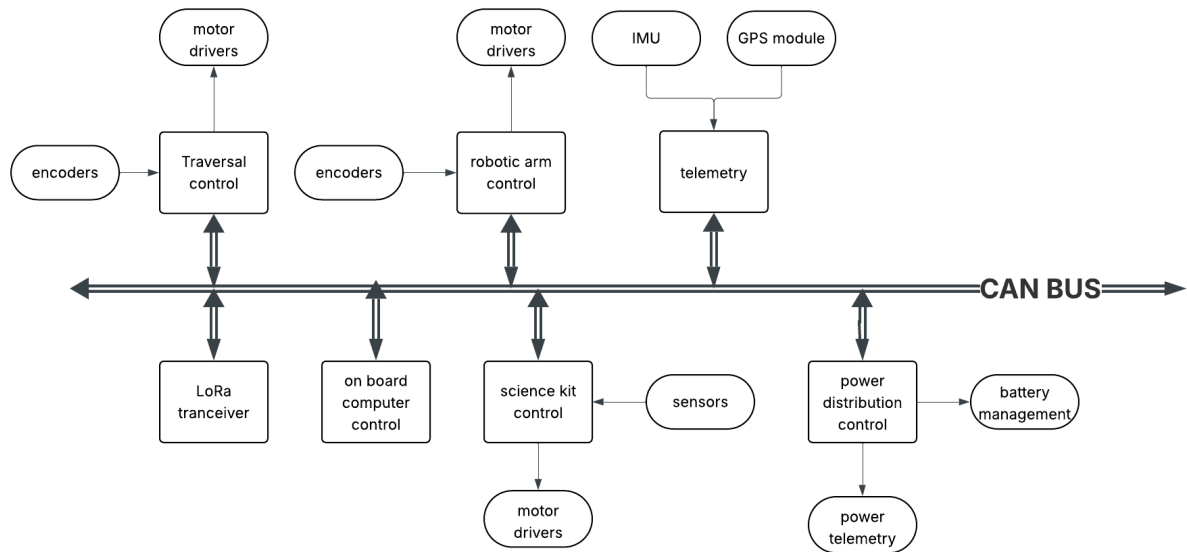 motor
drivers
motor
drivers
IMU
GPS module
encoders
Traversal
control
encoders
robotic arm
control
telemetry
CAN BUS
LoRa
tranceiver
on board
computer
control
science kit
control
sensors
power
distribution
control
battery
management
motor
drivers
power
telemetry